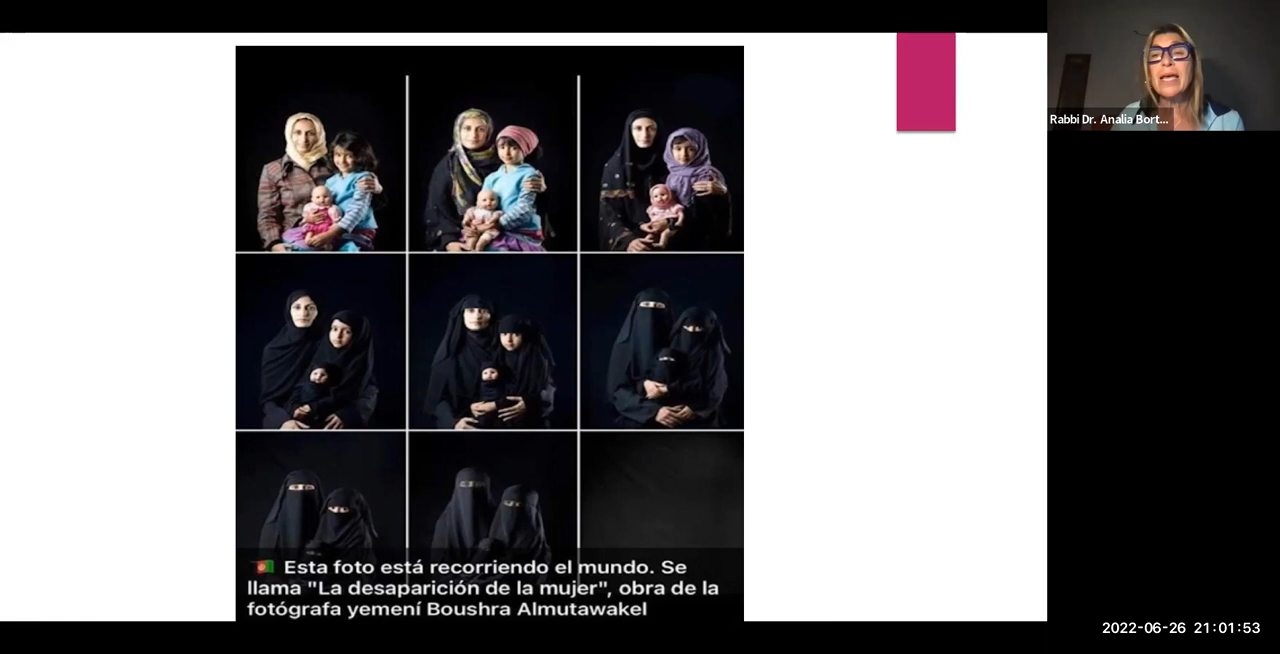 Rabbi Dr. Analia Bort...
Esta foto está recorriendo el mundo. Se
llama "La desaparición de la mujer", obra de la
fotógrafa yemení Boushra Almutawakel
2022-06-26 21:01:53